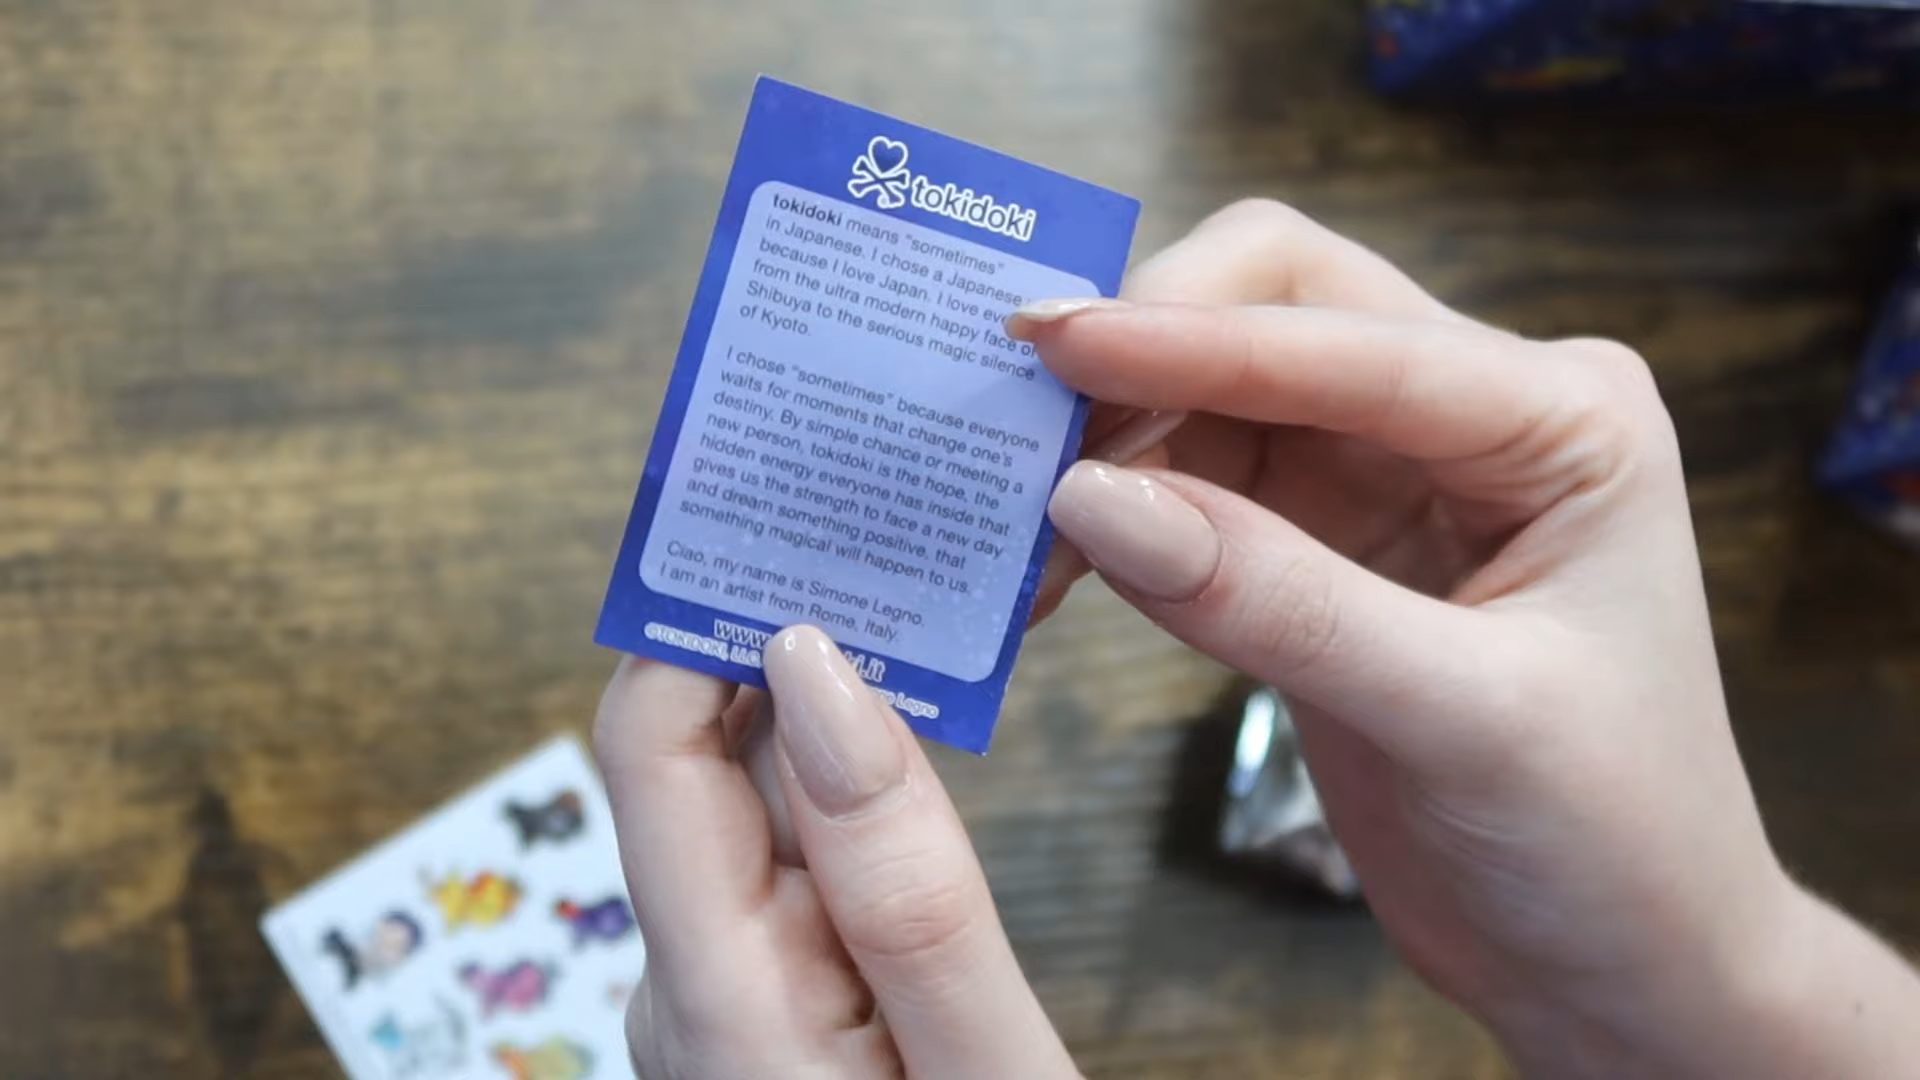 tokidoki
tokidoki means "sometimes"
in Japanese. I chose a Japanese
because I love Japan. I love
from the ultra modern happy face of
Shibuya to the serious magic silence
of Kyoto.
I chose "sometimes" because everyone
waits for moments that change one's
destiny. By simple chance or meeting a
new person, tokidoki is the hope, the
hidden energy everyone has inside that
gives us the strength to face a new day
and dream something positive, that
something magical will happen to us.
Ciao, my name is Simone Legno.
I am an artist from Rome, Italy.
©TOKIDOKI, LLC
Legno